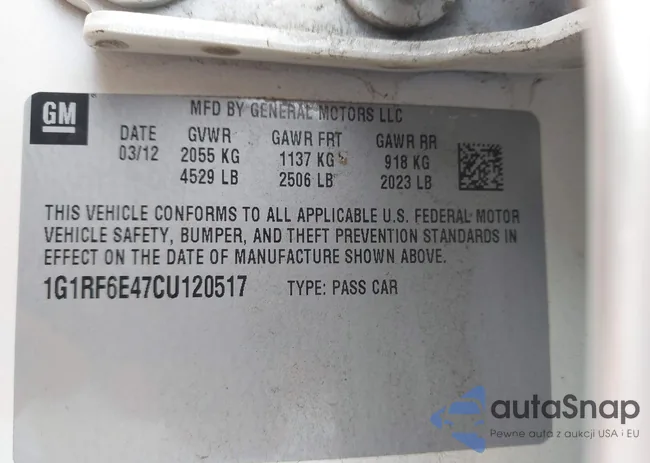 GM
MFD BY GENERAL MOTORS LLC
DATE GVWR GAWR FRT GAWR RR
03/12 2055 KG 1137 KG 918 KG
4529 LB 2506 LB 2023 LB
THIS VEHICLE CONFORMS TO ALL APPLICABLE U.S. FEDERAL MOTOR
VEHICLE SAFETY, BUMPER, AND THEFT PREVENTION STANDARDS IN
EFFECT ON THE DATE OF MANUFACTURE SHOWN ABOVE.
1G1RF6E47CU120517 TYPE: PASS CAR
autaSnap
Pewne auta z aukcji USA i EU